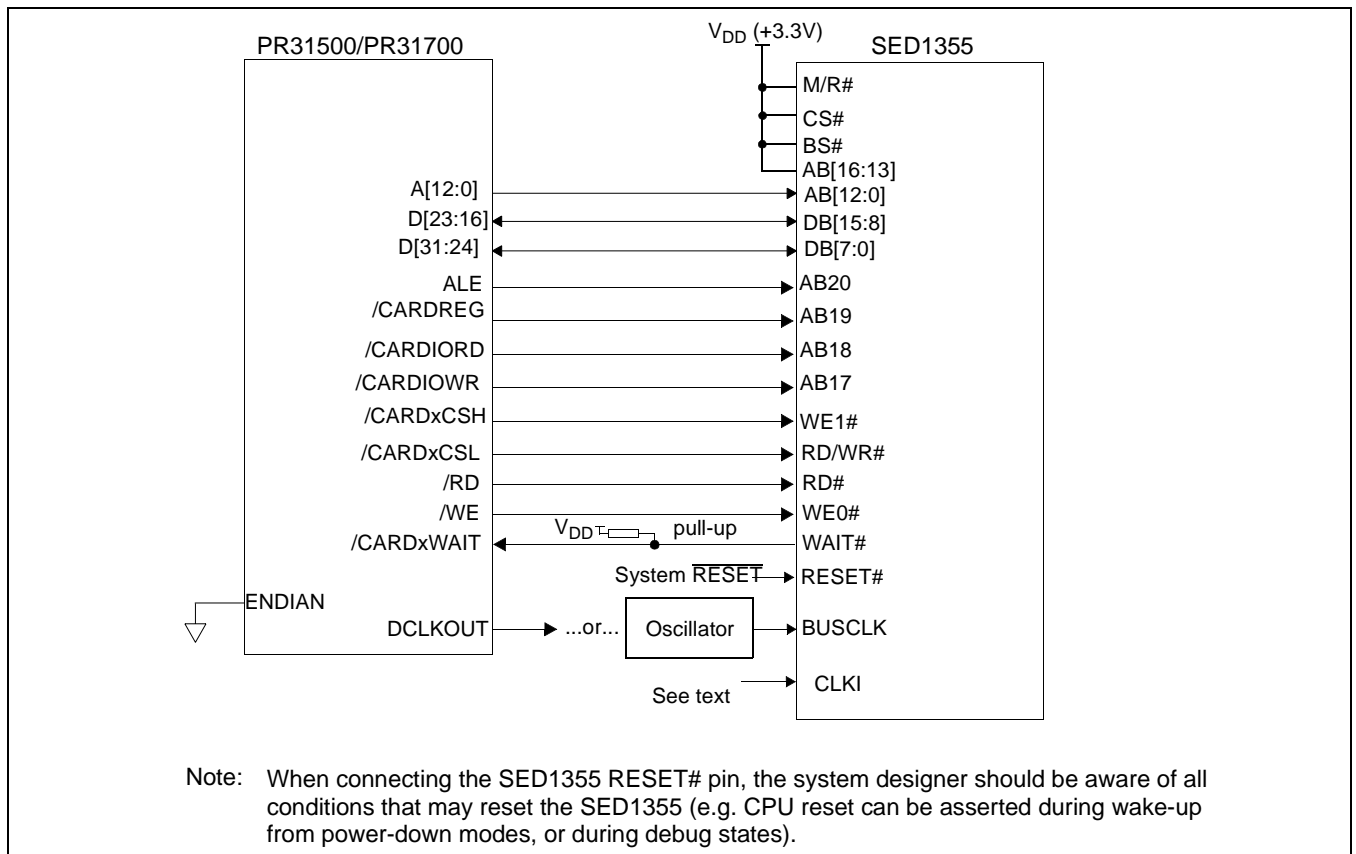 V_DD (+3.3V)
PR31500/PR31700
SED1355
M/R#
CS#
BS#
AB[16:13]
A[12:0]
AB[12:0]
D[23:16]
DB[15:8]
D[31:24]
DB[7:0]
ALE
AB20
/CARDREG
AB19
/CARDIORD
AB18
/CARDIOWR
AB17
/CARDxCSH
WE1#
/CARDxCSL
RD/WR#
/RD
RD#
/WE
WE0#
V_DD
pull-up
/CARDxWAIT
WAIT#
System RESET
RESET#
ENDIAN
DCLKOUT
...or...
Oscillator
BUSCLK
See text
CLKI
Note: When connecting the SED1355 RESET# pin, the system designer should be aware of all
conditions that may reset the SED1355 (e.g. CPU reset can be asserted during wake-up
from power-down modes, or during debug states).